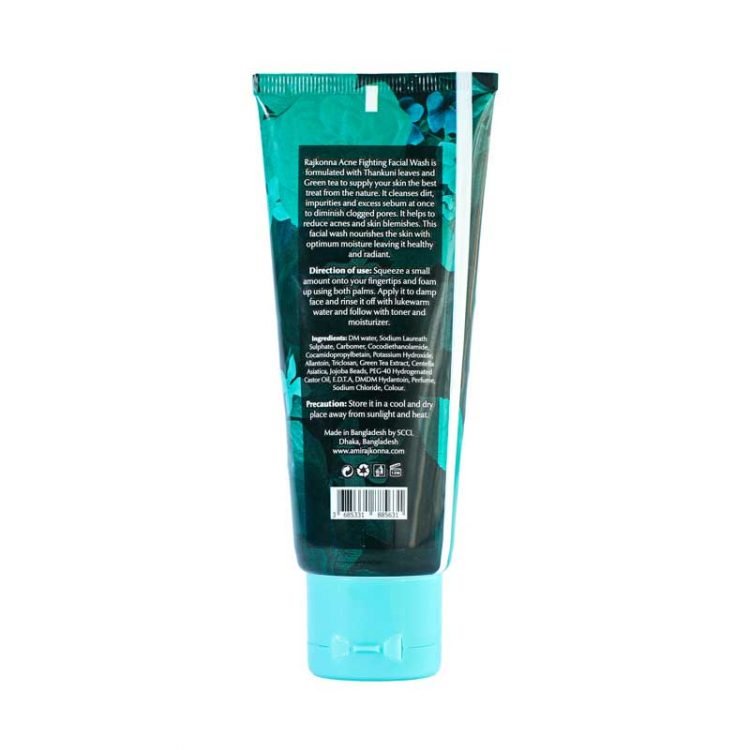 Rajkonna Acne Fighting Facial Wash is
formulated with Thankuni leaves and
Green tea to supply your skin the best
treat from the nature. It cleanses dirt,
impurities and excess sebum at once
to diminish clogged pores. It helps to
reduce acnes and skin blemishes. This
facial wash nourishes the skin with
optimum moisture leaving it healthy
and radiant.
Direction of use: Squeeze a small
amount onto your fingertips and foam
up using both palms. Apply it to damp
face and rinse it off with lukewarm
water and follow with toner and
moisturizer.
Ingredients: DM water, Sodium Laureath
Sulphate, Carbomer, Cocodiethanolamide,
Cocamidopropylbetain, Potassium Hydroxide,
Allantoin, Triclosan, Green Tea Extract, Centella
Asiatica, Jojoba Beads, PEG-40 Hydrogenated
Castor Oil, E.D.T.A, DMDM Hydantoin, Perfume,
Sodium Chloride, Colour.
Precaution: Store it in a cool and dry
place away from sunlight and heat.
Made in Bangladesh by SCCL
Dhaka, Bangladesh
www.amirajkonna.com
3 665331 885631